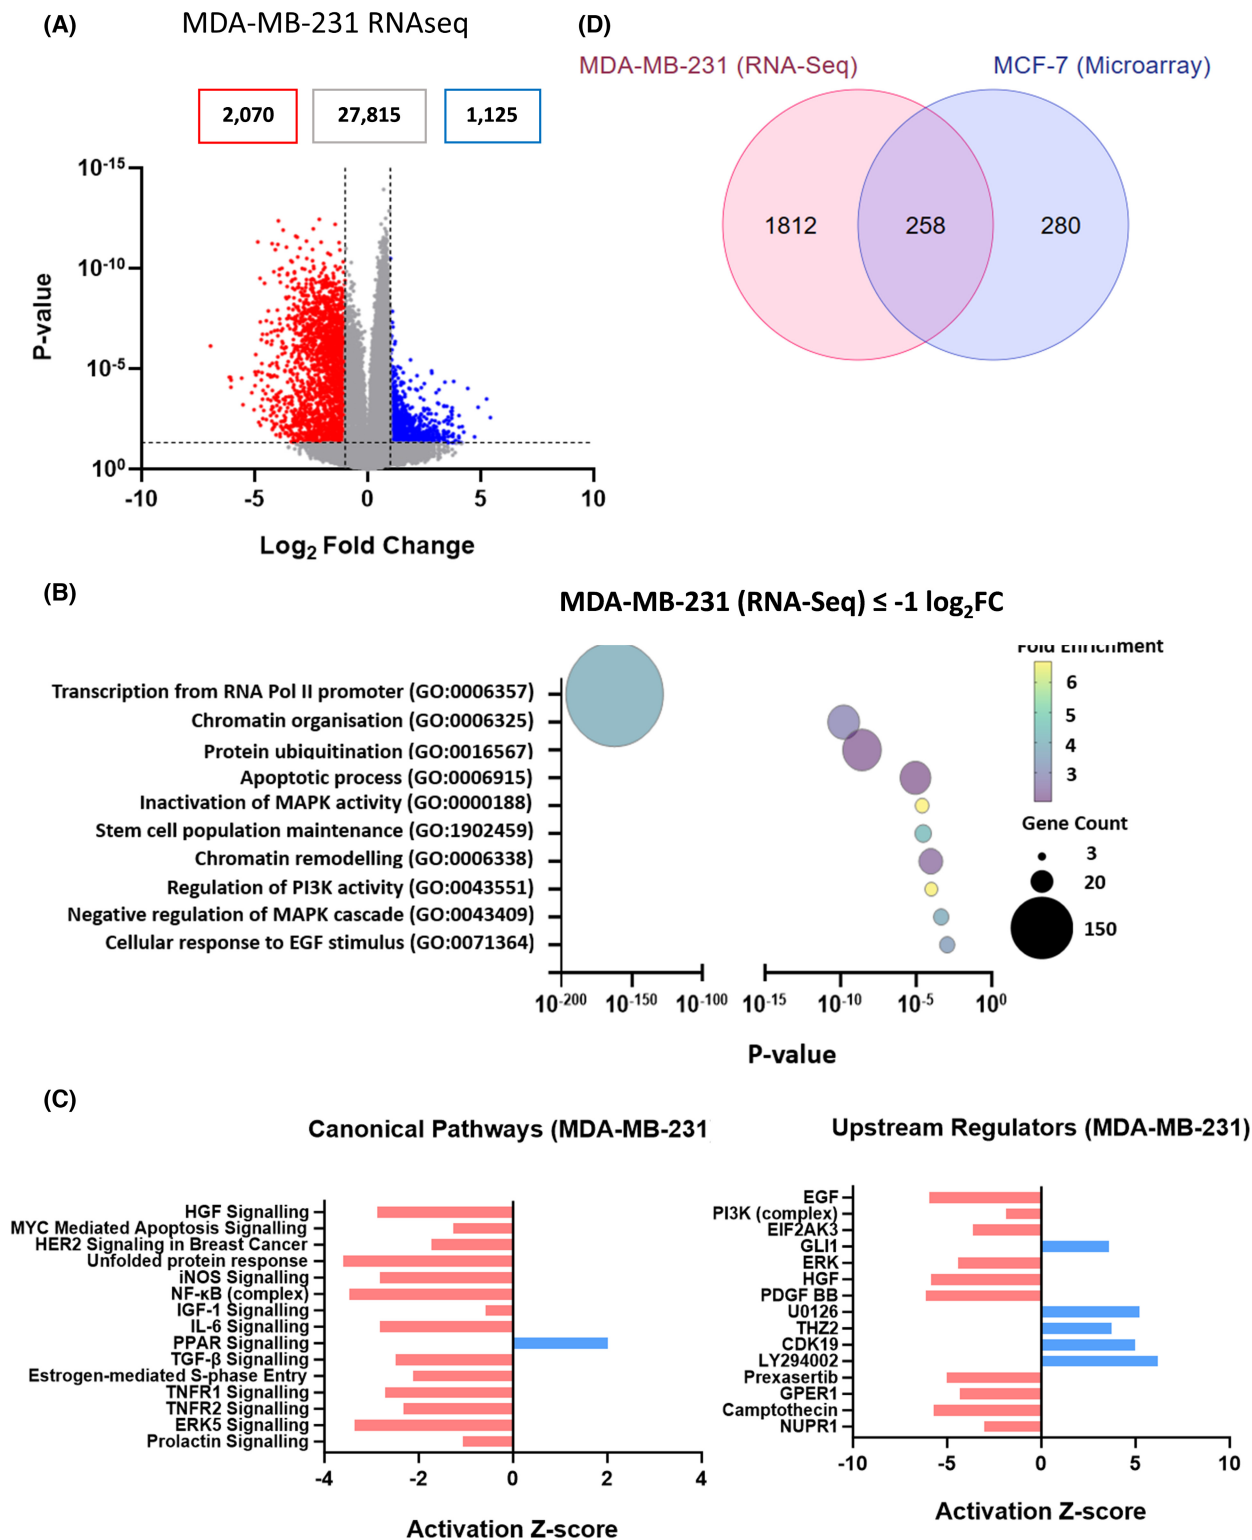 (A)
MDA-MB-231 RNAseq
2,070
27,815
1,125
10-15
10-10
10-5
100
P-value
-10
-5
0
5
10
Log2 Fold Change
(D)
MDA-MB-231 (RNA-Seq)
MCF-7 (Microarray)
1812
258
280
(B)
MDA-MB-231 (RNA-Seq) ≤ -1 log2FC
Transcription from RNA Pol II promoter (GO:0006357)
Chromatin organisation (GO:0006325)
Protein ubiquitination (GO:0016567)
Apoptotic process (GO:0006915)
Inactivation of MAPK activity (GO:0000188)
Stem cell population maintenance (GO:1902459)
Chromatin remodelling (GO:0006338)
Regulation of PI3K activity (GO:0043551)
Negative regulation of MAPK cascade (GO:0043409)
Cellular response to EGF stimulus (GO:0071364)
10-200
10-150
10-100
10-15
10-10
10-5
100
P-value
Fold Enrichment
6
5
4
3
Gene Count
3
20
150
(C)
Canonical Pathways (MDA-MB-231
HGF Signalling
MYC Mediated Apoptosis Signalling
HER2 Signaling in Breast Cancer
Unfolded protein response
iNOS Signalling
NF-κB (complex)
IGF-1 Signalling
IL-6 Signalling
PPAR Signalling
TGF-β Signalling
Estrogen-mediated S-phase Entry
TNFR1 Signalling
TNFR2 Signalling
ERK5 Signalling
Prolactin Signalling
-4
-2
0
2
4
Activation Z-score
Upstream Regulators (MDA-MB-231)
EGF
PI3K (complex)
EIF2AK3
GLI1
ERK
HGF
PDGF BB
U0126
THZ2
CDK19
LY294002
Prexasertib
GPER1
Camptothecin
NUPR1
-10
-5
0
5
10
Activation Z-score